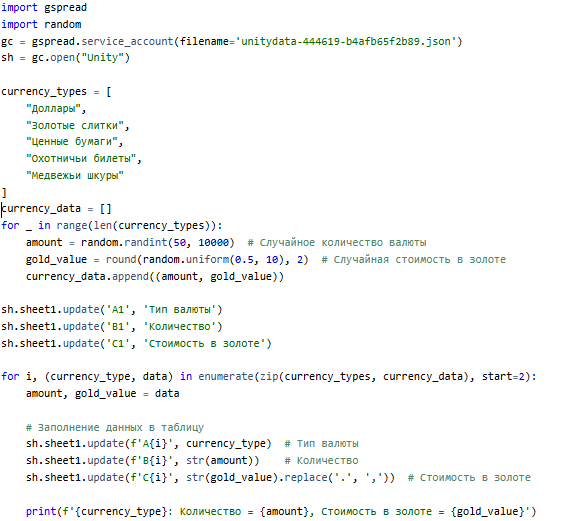 import gspread
import random
gc = gspread.service_account(filename='unitydata-444619-b4afb65f2b89.json')
sh = gc.open("Unity")

currency_types = [
    "Доллары",
    "Золотые слитки",
    "Ценные бумаги",
    "Охотничьи билеты",
    "Медвежьи шкуры"
]
currency_data = []
for _ in range(len(currency_types)):
    amount = random.randint(50, 10000)  # Случайное количество валюты
    gold_value = round(random.uniform(0.5, 10), 2)  # Случайная стоимость в золоте
    currency_data.append((amount, gold_value))

sh.sheet1.update('A1', 'Тип валюты')
sh.sheet1.update('B1', 'Количество')
sh.sheet1.update('C1', 'Стоимость в золоте')

for i, (currency_type, data) in enumerate(zip(currency_types, currency_data), start=2):
    amount, gold_value = data

    # Заполнение данных в таблицу
    sh.sheet1.update(f'A{i}', currency_type)  # Тип валюты
    sh.sheet1.update(f'B{i}', str(amount))    # Количество
    sh.sheet1.update(f'C{i}', str(gold_value).replace('.', ','))  # Стоимость в золоте

    print(f'{currency_type}: Количество = {amount}, Стоимость в золоте = {gold_value}')